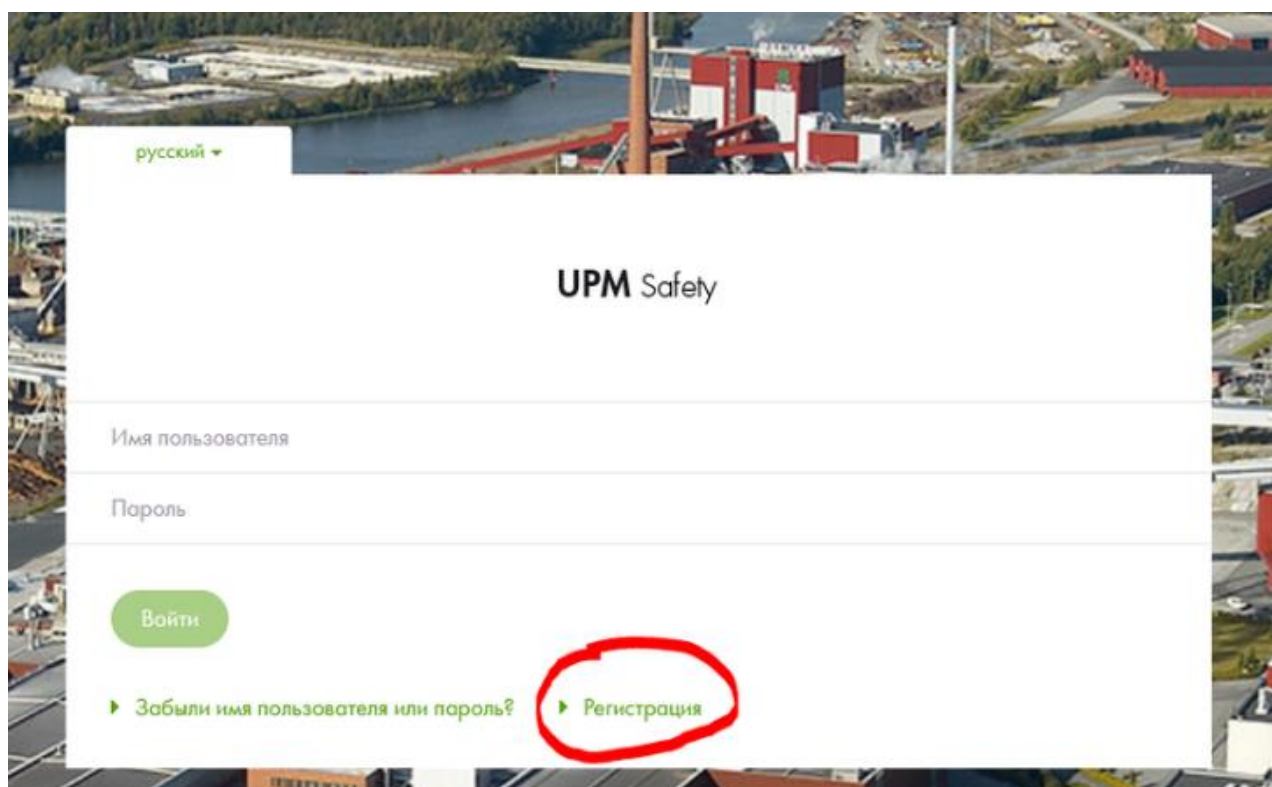 русский
UPM Safety
Имя пользователя
Пароль
Войти
Забыли имя пользователя или пароль? Регистрация